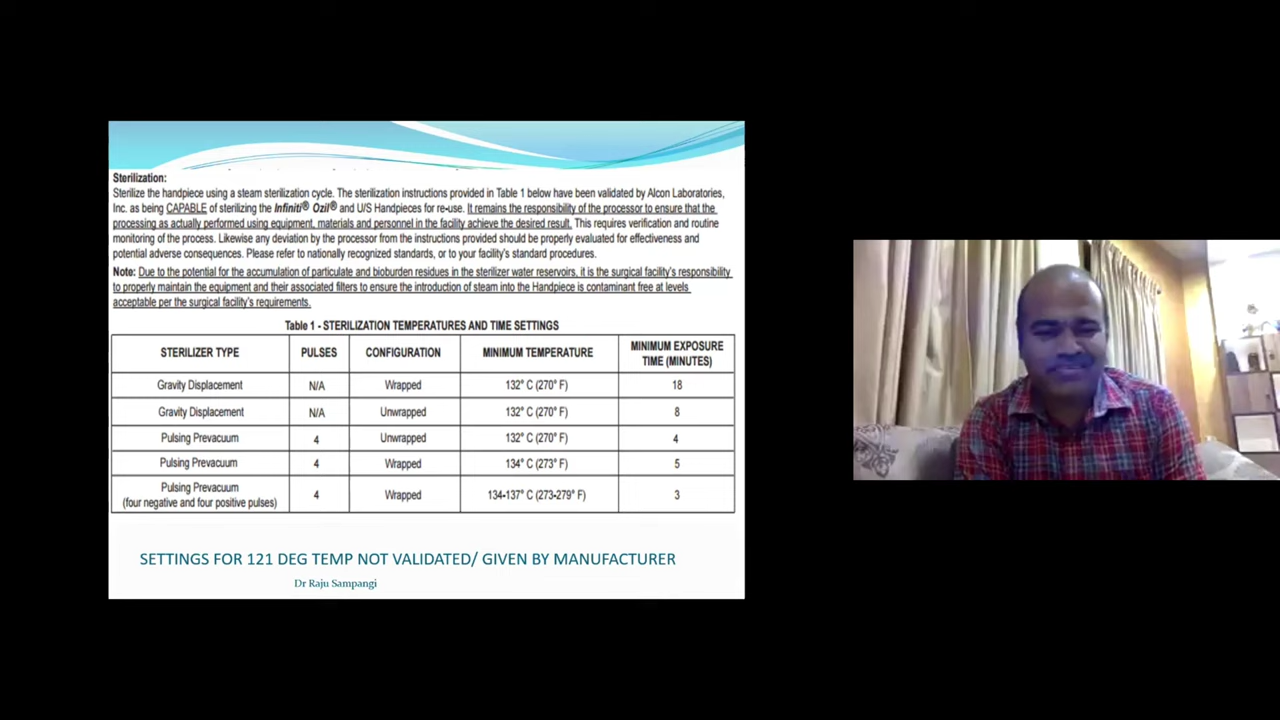 Sterilization:
Sterilize the handpiece using a steam sterilization cycle. The sterilization instructions provided in Table 1 below have been validated by Alcon Laboratories,
Inc. as being CAPABLE of sterilizing the Infiniti® Ozil® and U/S Handpieces for re-use. It remains the responsibility of the processor to ensure that the
processing as actually performed using equipment, materials and personnel in the facility achieve the desired result. This requires verification and routine
monitoring of the process. Likewise any deviation by the processor from the instructions provided should be properly evaluated for effectiveness and
potential adverse consequences. Please refer to nationally recognized standards, or to your facility's standard procedures.
Note: Due to the potential for the accumulation of particulate and bioburden residues in the sterilizer water reservoirs, it is the surgical facility's responsibility
to properly maintain the equipment and their associated filters to ensure the introduction of steam into the Handpiece is contaminant free at levels
acceptable per the surgical facility's requirements.
Table 1 - STERILIZATION TEMPERATURES AND TIME SETTINGS
STERILIZER TYPE PULSES CONFIGURATION MINIMUM TEMPERATURE MINIMUM EXPOSURE TIME (MINUTES)
Gravity Displacement N/A Wrapped 132° C (270° F) 18
Gravity Displacement N/A Unwrapped 132° C (270° F) 8
Pulsing Prevacuum 4 Unwrapped 132° C (270° F) 4
Pulsing Prevacuum 4 Wrapped 134° C (273° F) 5
Pulsing Prevacuum (four negative and four positive pulses) 4 Wrapped 134-137° C (273-279° F) 3
SETTINGS FOR 121 DEG TEMP NOT VALIDATED/ GIVEN BY MANUFACTURER
Dr Raju Sampangi